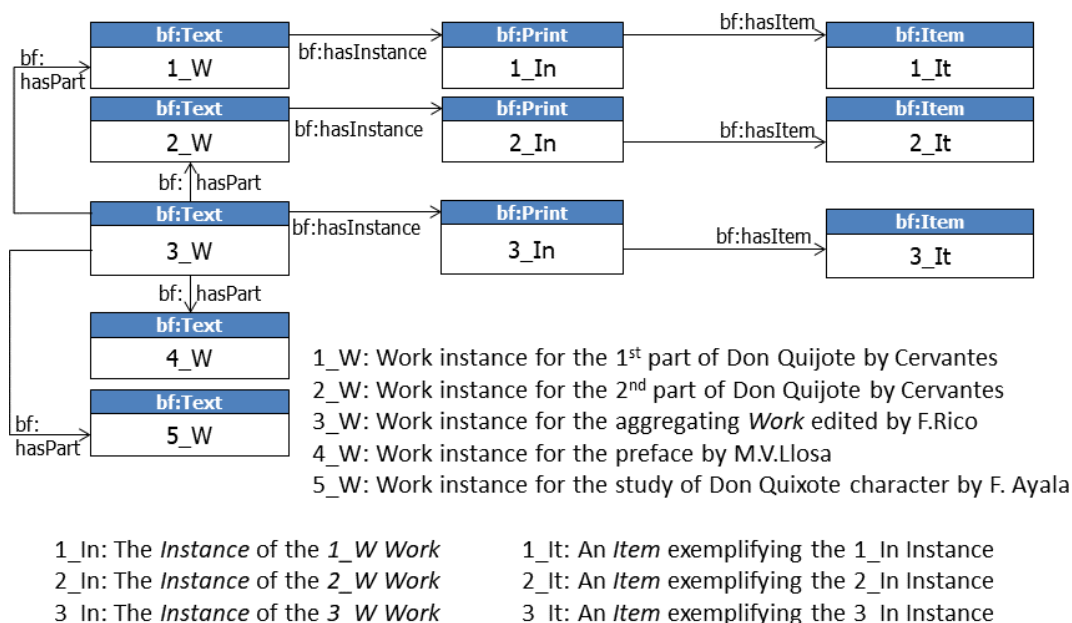 bf:Text
bf:hasInstance
bf:Print
bf:hasItem
bf:Item
bf:
hasPart
1_W
1_In
1_It
bf:Text
bf:hasInstance
bf:Print
bf:hasItem
bf:Item
2_W
2_In
2_It
bf: hasPart
bf:Text
bf:hasInstance
bf:Print
bf:hasItem
bf:Item
3_W
3_In
3_It
bf: hasPart
bf:Text
4_W
bf:Text
bf:
hasPart
5_W
1_W: Work instance for the 1st part of Don Quijote by Cervantes
2_W: Work instance for the 2nd part of Don Quijote by Cervantes
3_W: Work instance for the aggregating Work edited by F.Rico
4_W: Work instance for the preface by M.V.Llosa
5_W: Work instance for the study of Don Quixote character by F. Ayala
1_In: The Instance of the 1_W Work
2_In: The Instance of the 2_W Work
3_In: The Instance of the 3_W Work
1_It: An Item exemplifying the 1_In Instance
2_It: An Item exemplifying the 2_In Instance
3_It: An Item exemplifying the 3_In Instance